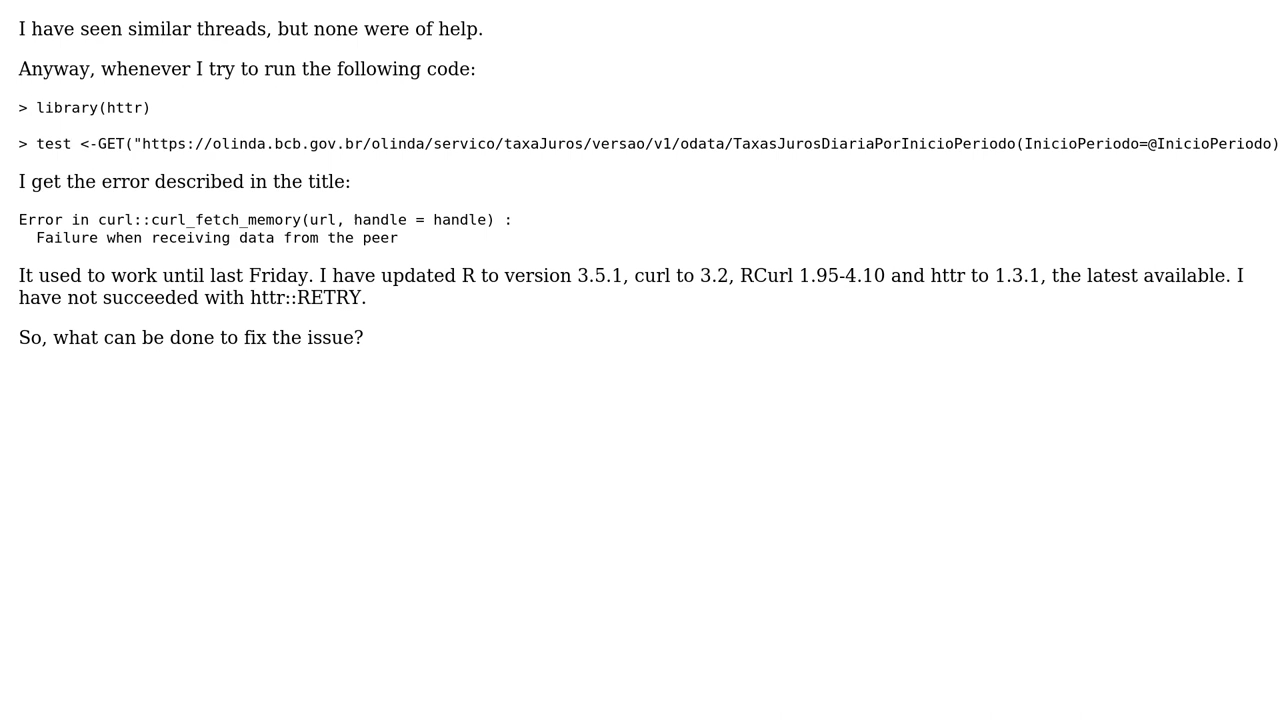 I have seen similar threads, but none were of help.
Anyway, whenever I try to run the following code:
> library(httr)
> test <-GET("https://olinda.bcb.gov.br/olinda/servico/taxaJuros/versao/v1/odata/TaxasJurosDiariaPorInicioPeriodo(InicioPeriodo=@InicioPeriodo)
I get the error described in the title:
Error in curl::curl_fetch_memory(url, handle = handle) :
  Failure when receiving data from the peer
It used to work until last Friday. I have updated R to version 3.5.1, curl to 3.2, RCurl 1.95-4.10 and httr to 1.3.1, the latest available. I
have not succeeded with httr::RETRY.
So, what can be done to fix the issue?